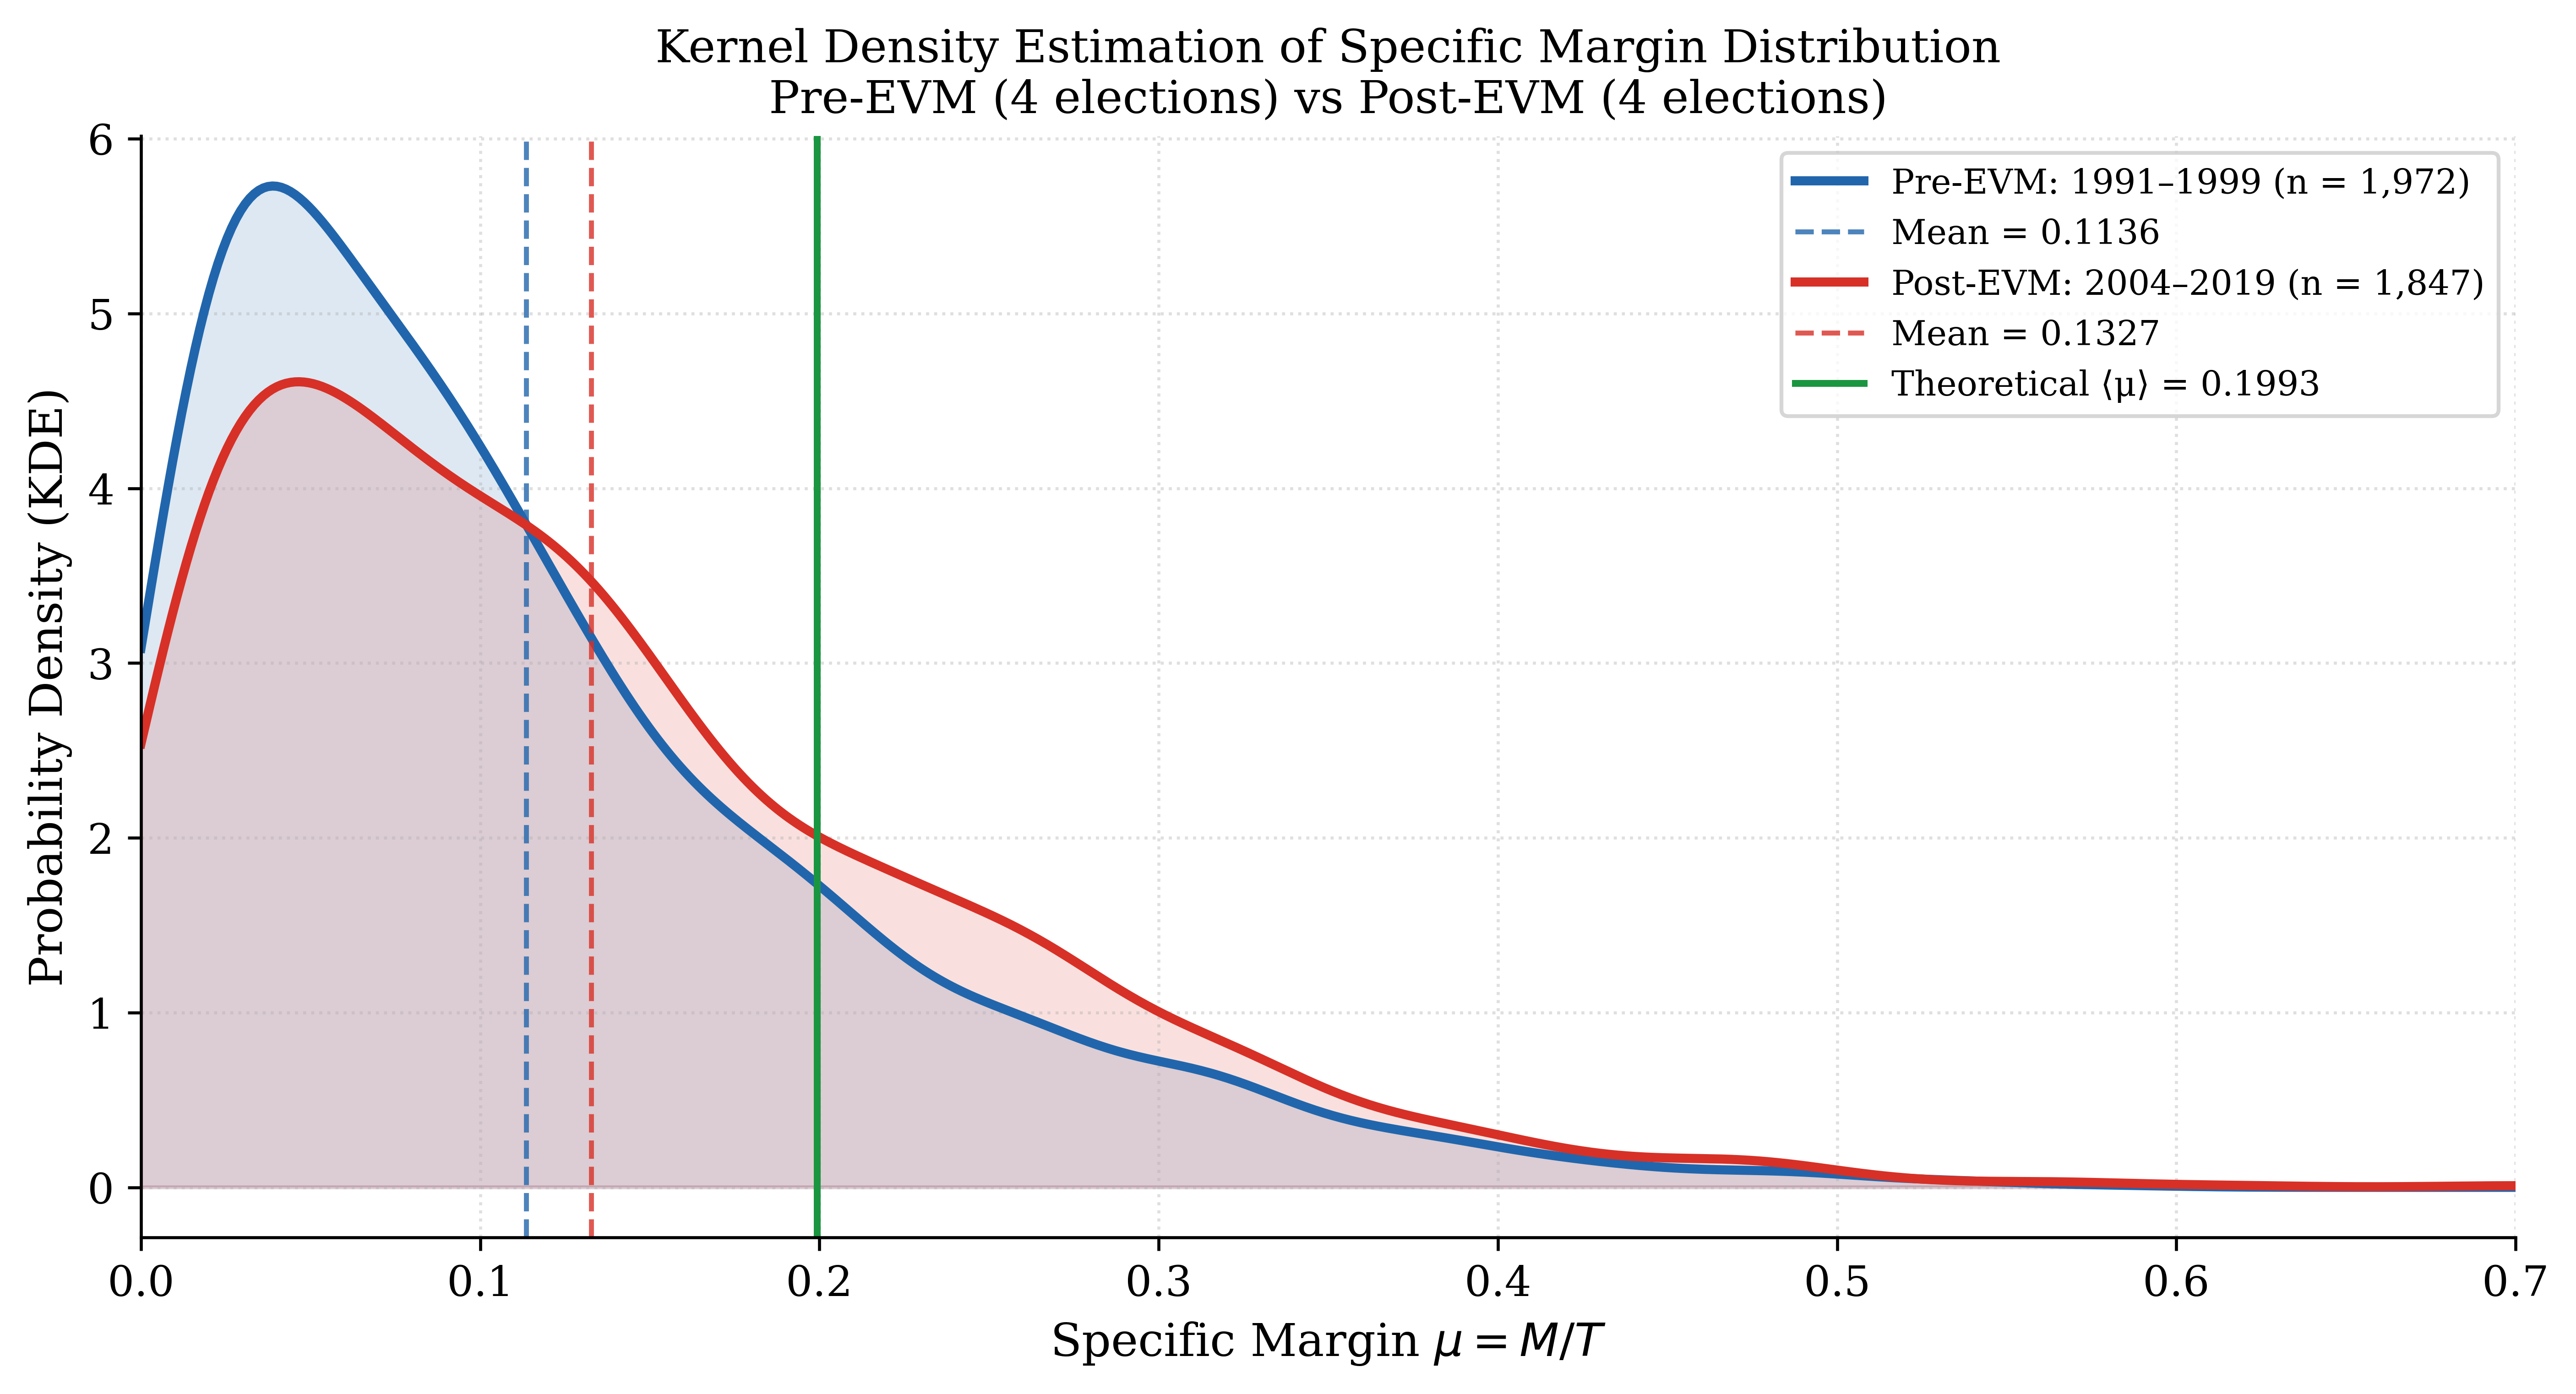 Kernel Density Estimation of Specific Margin Distribution
Pre-EVM (4 elections) vs Post-EVM (4 elections)
Probability Density (KDE)
6
5
4
3
2
1
0
Pre-EVM: 1991–1999 (n = 1,972)
Mean = 0.1136
Post-EVM: 2004–2019 (n = 1,847)
Mean = 0.1327
Theoretical ⟨μ⟩ = 0.1993
0.0 0.1 0.2 0.3 0.4 0.5 0.6 0.7
Specific Margin μ = M/T